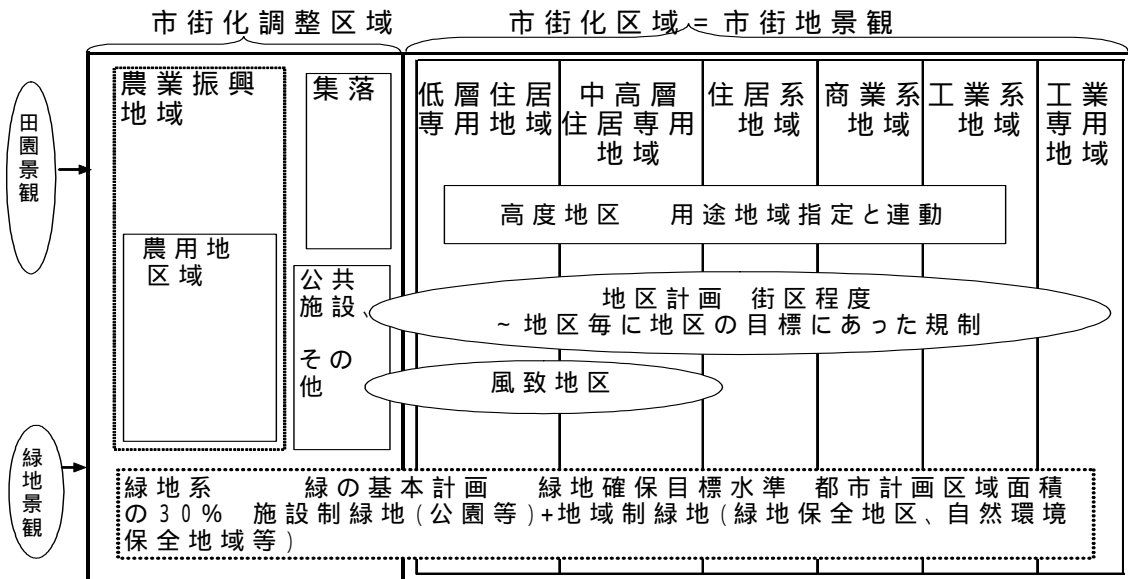 市街化調整区域
市街化区域=市街地景観
農業振興
地域
集落
低層住居
専用地域
中高層
住居専用
地域
住居系
地域
商業系
地域
工業系
地域
工業
専用
地域
田園景観
高度地区 用途地域指定と連動
農用地
区域
公共
施設、
その
他
地区計画 街区程度
~地区毎に地区の目標にあった規制
風致地区
緑地景観
緑地系 緑の基本計画 緑地確保目標水準 都市計画区域面積
の30% 施設制緑地(公園等)+地域制緑地(緑地保全地区、自然環境
保全地域等)